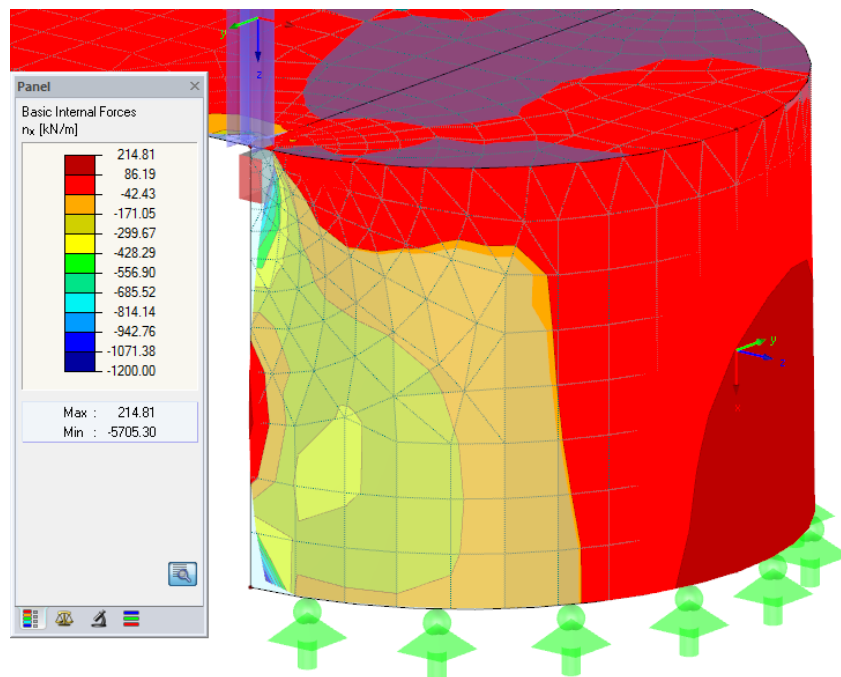 y
z
Panel
Basic Internal Forces
nx [kN/m]
214.81
86.19
-42.43
-171.05
-299.67
-428.29
-556.90
-685.52
-814.14
-942.76
-1071.38
-1200.00
Max : 214.81
Min : -5705.30
y
z